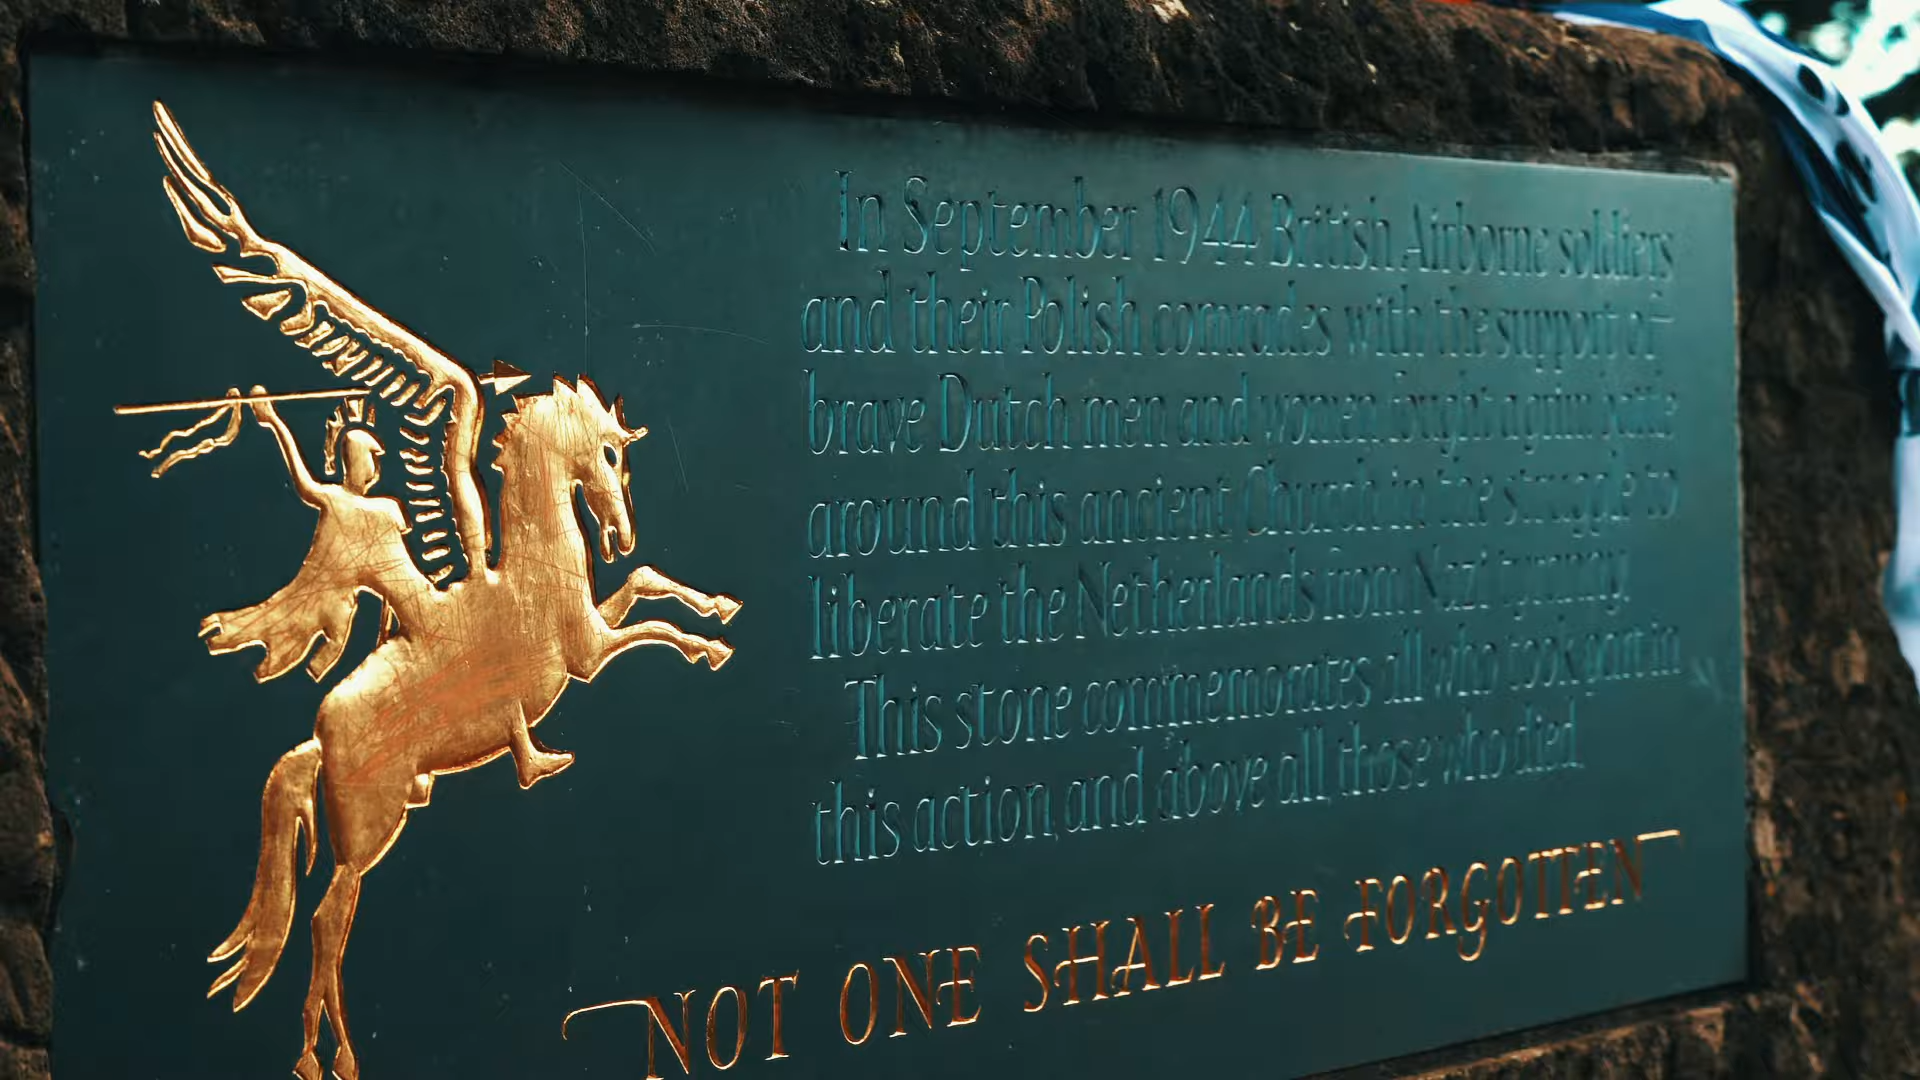 In September 1944 British Airborne soldiers
and their Polish comrades with the support of
brave Dutch men and women fought a grim battle
around this ancient Church in the struggle to
liberate the Netherlands from Nazi tyranny.
This stone commemorates all who took part in
this action, and above all, those who died.
NOT ONE SHALL BE FORGOTTEN